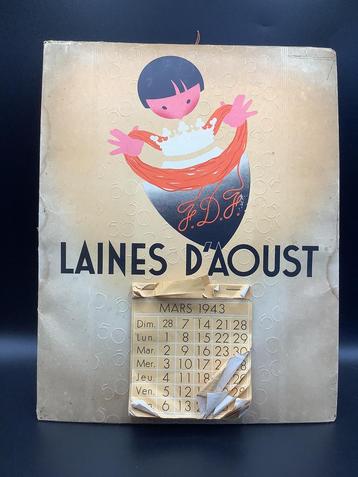 F.D.F.
LAINES D'AOUST
MARS 1943
Dim. 28 7 14 21 28
Lun. 1 8 15 22 29
Mar. 2 9 16 23 30
Mer. 3 10 17 24
Jeu. 4 11 18
Ven. 5 12
6 13